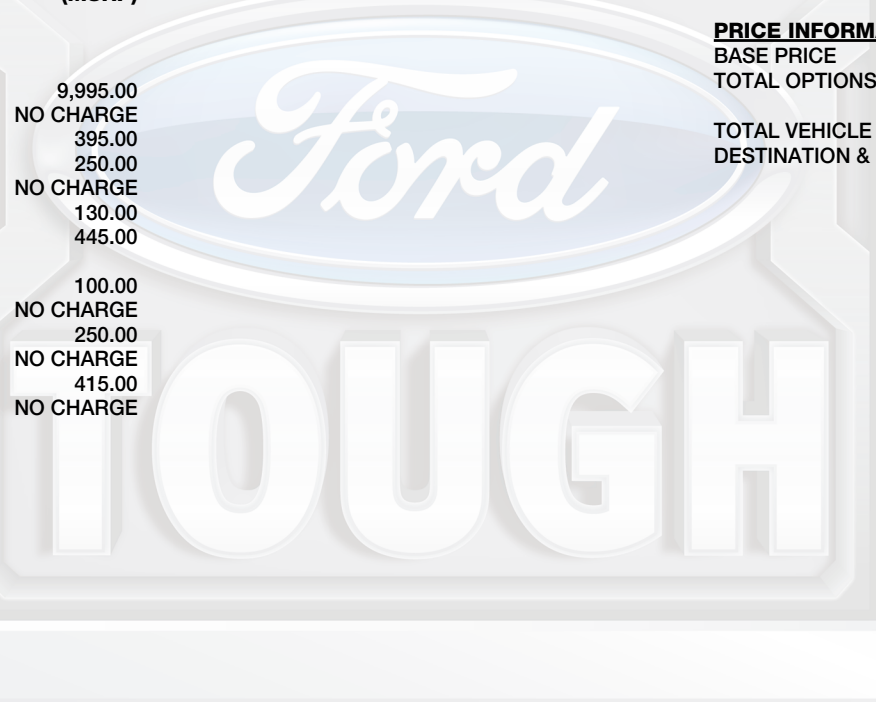 9,995.00
NO CHARGE
395.00
250.00
NO CHARGE
130.00
445.00
100.00
NO CHARGE
250.00
NO CHARGE
415.00
NO CHARGE
PRICE INFORM
BASE PRICE
TOTAL OPTIONS
TOTAL VEHICLE
DESTINATION &
Ford
TOUGH